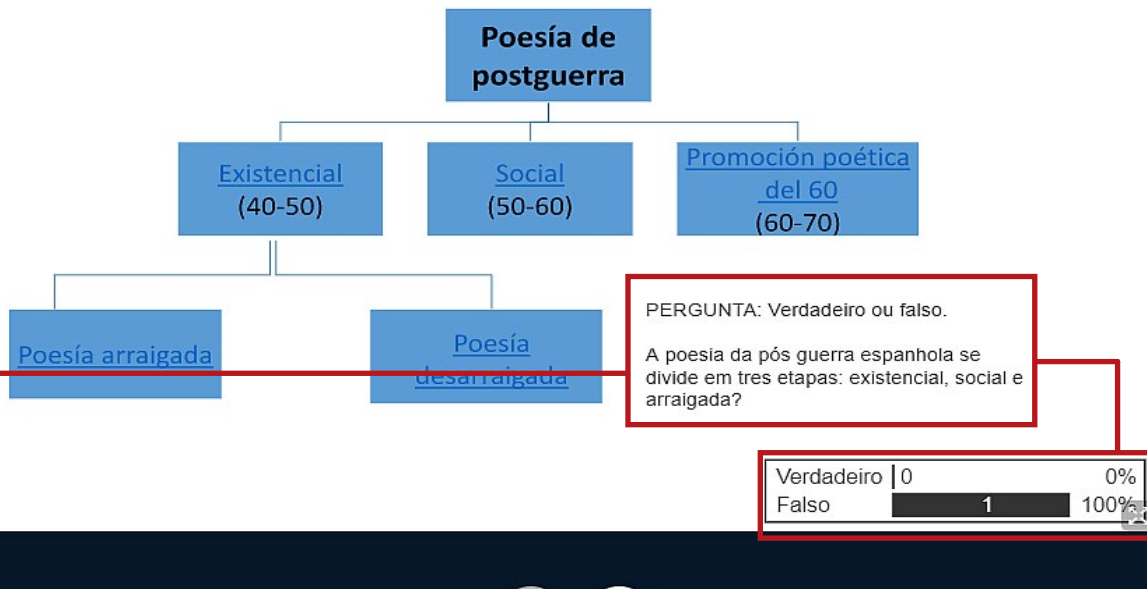 Poesía de
postguerra
Existencial
(40-50)
Social
(50-60)
Promoción poética
del 60
(60-70)
Poesía arraigada
Poesía
desarraigada
PERGUNTA: Verdadeiro ou falso.
A poesia da pós guerra espanhola se
divide em tres etapas: existencial, social e
arraigada?
Verdadeiro 0 0%
Falso 1 100%